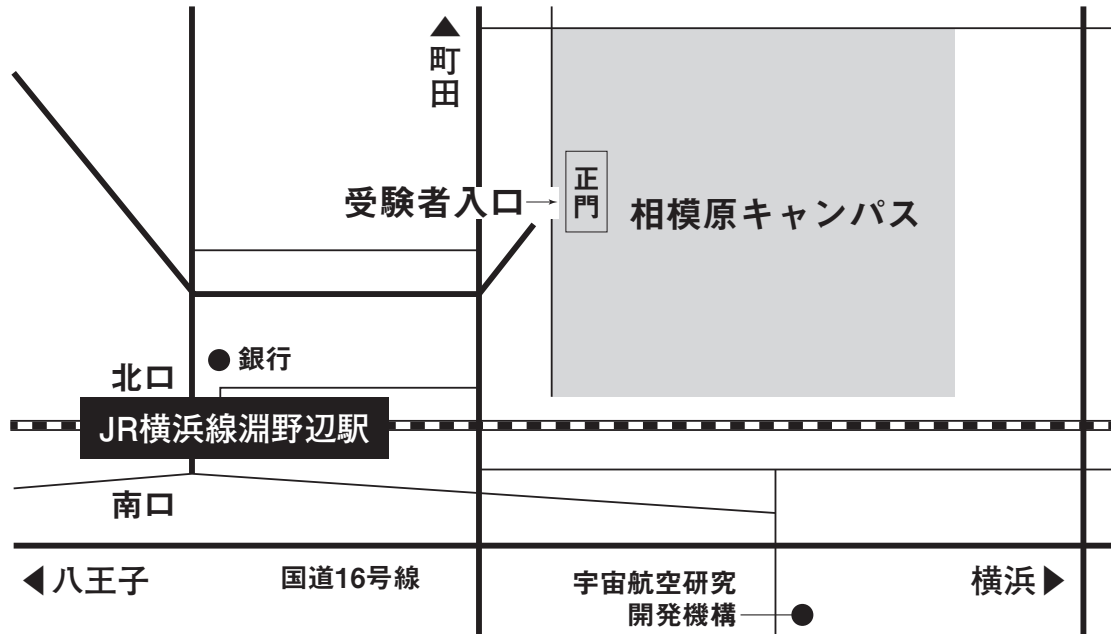 町田
受験者入口
正門
相模原キャンパス
銀行
北口
JR横浜線淵野辺駅
南口
八王子
国道16号線
宇宙航空研究
開発機構
横浜